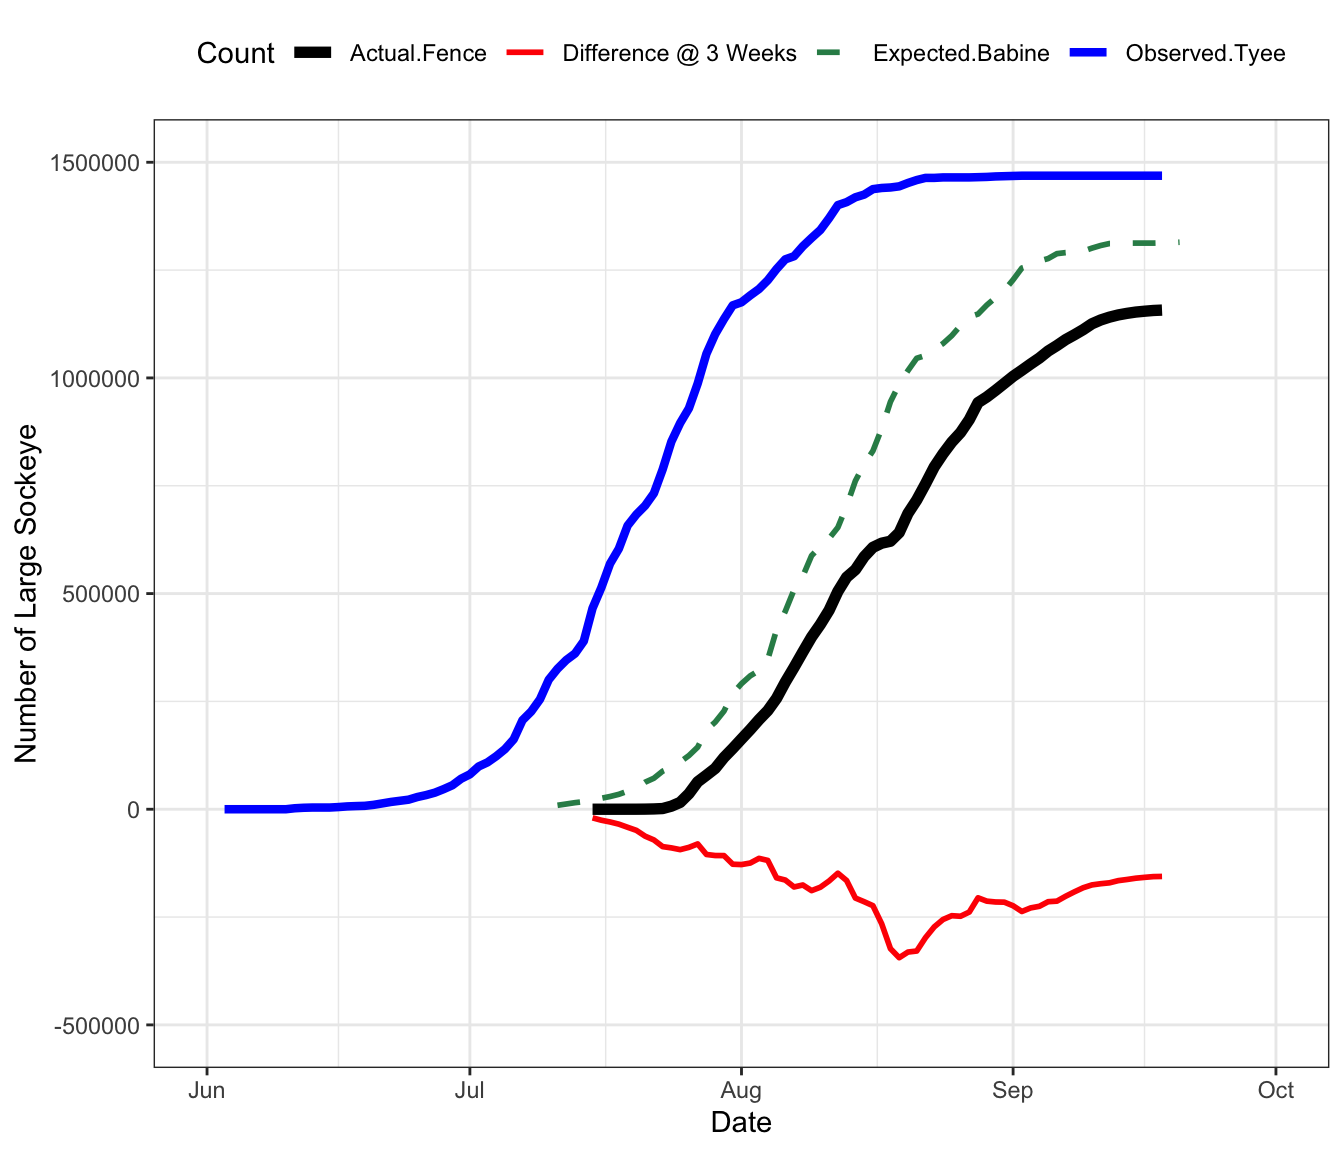 Count Actual.Fence Difference @ 3 Weeks Expected.Babine Observed.Tyee
1500000
1000000
500000
0
-500000
Number of Large Sockeye
Jun Jul Aug Sep Oct
Date